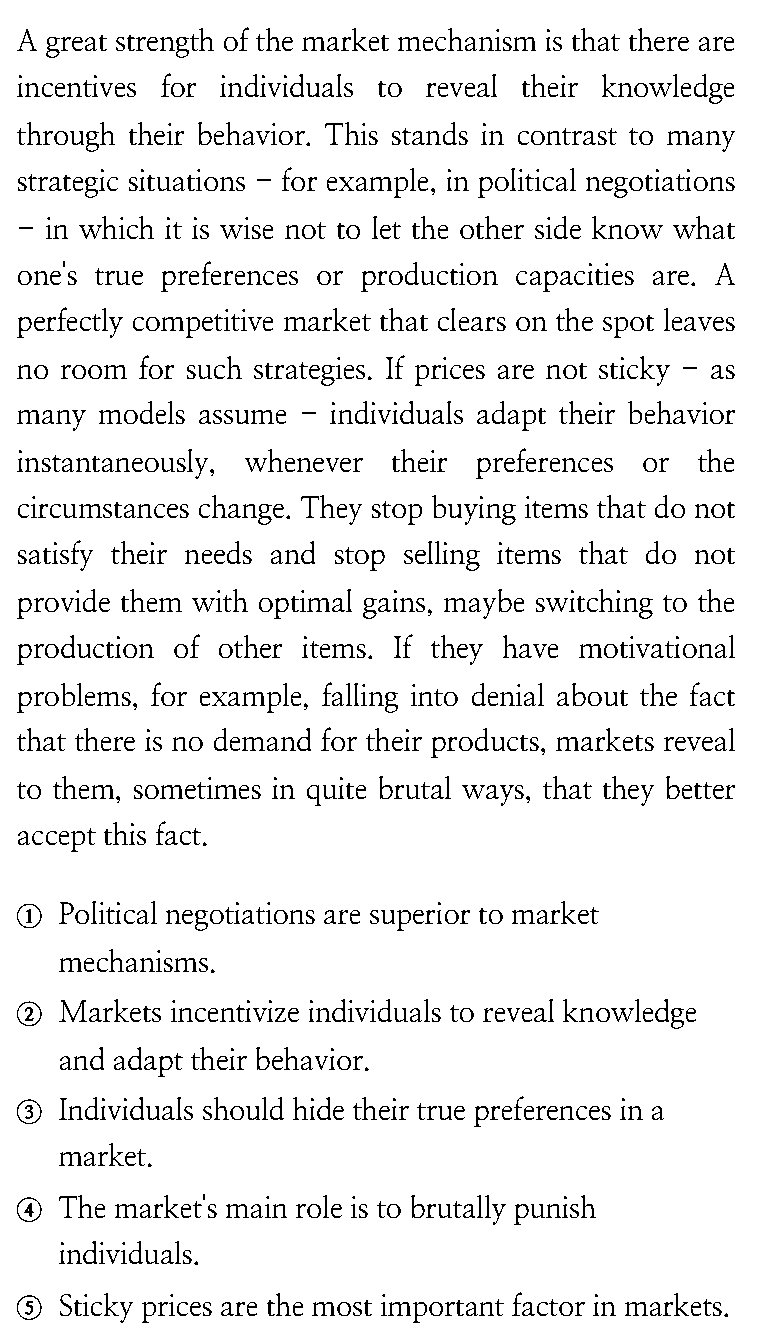 A great strength of the market mechanism is that there are
incentives for individuals to reveal their knowledge
through their behavior. This stands in contrast to many
strategic situations – for example, in political negotiations
– in which it is wise not to let the other side know what
one's true preferences or production capacities are. A
perfectly competitive market that clears on the spot leaves
no room for such strategies. If prices are not sticky – as
many models assume – individuals adapt their behavior
instantaneously, whenever their preferences or the
circumstances change. They stop buying items that do not
satisfy their needs and stop selling items that do not
provide them with optimal gains, maybe switching to the
production of other items. If they have motivational
problems, for example, falling into denial about the fact
that there is no demand for their products, markets reveal
to them, sometimes in quite brutal ways, that they better
accept this fact.
① Political negotiations are superior to market
mechanisms.
② Markets incentivize individuals to reveal knowledge
and adapt their behavior.
③ Individuals should hide their true preferences in a
market.
④ The market's main role is to brutally punish
individuals.
⑤ Sticky prices are the most important factor in markets.